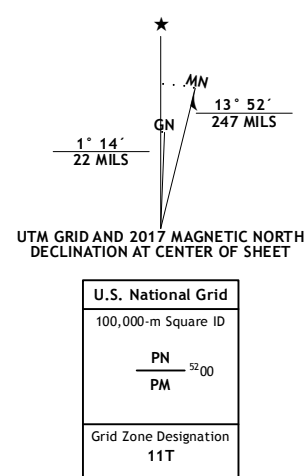 ★
MN
GN
13° 52´
247 MILS
1° 14´
22 MILS
UTM GRID AND 2017 MAGNETIC NORTH
DECLINATION AT CENTER OF SHEET
U.S. National Grid
100,000-m Square ID
PN
5200
PM
Grid Zone Designation
11T